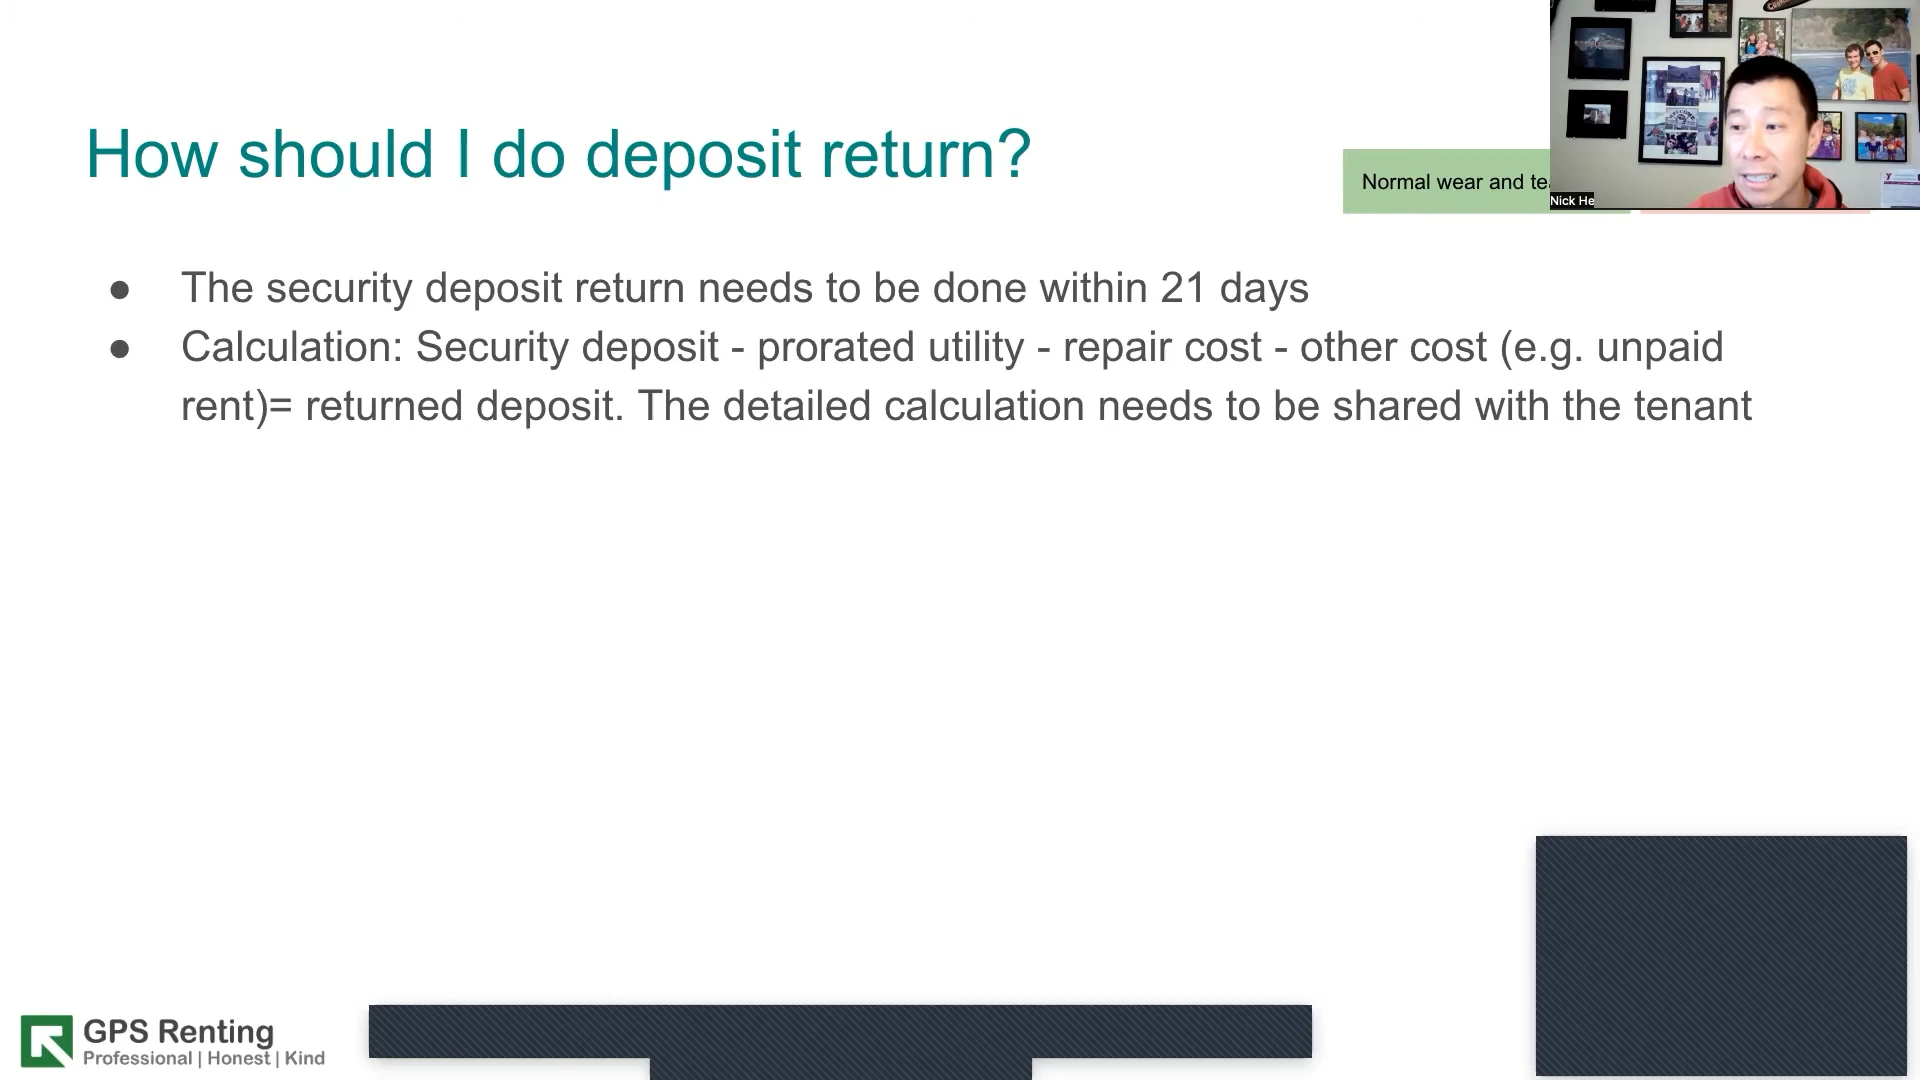 How should I do deposit return?
Normal wear and
Nick He
● The security deposit return needs to be done within 21 days
● Calculation: Security deposit - prorated utility - repair cost - other cost (e.g. unpaid
rent)= returned deposit. The detailed calculation needs to be shared with the tenant
GPS Renting
Professional | Honest | Kind